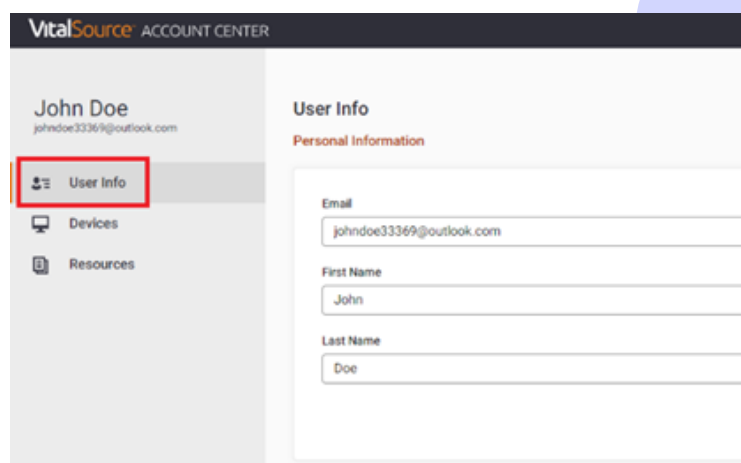 VitalSource ACCOUNT CENTER
John Doe
johndoe33369@outlook.com
User Info
Devices
Resources
User Info
Personal Information
Email
johndoe33369@outlook.com
First Name
John
Last Name
Doe